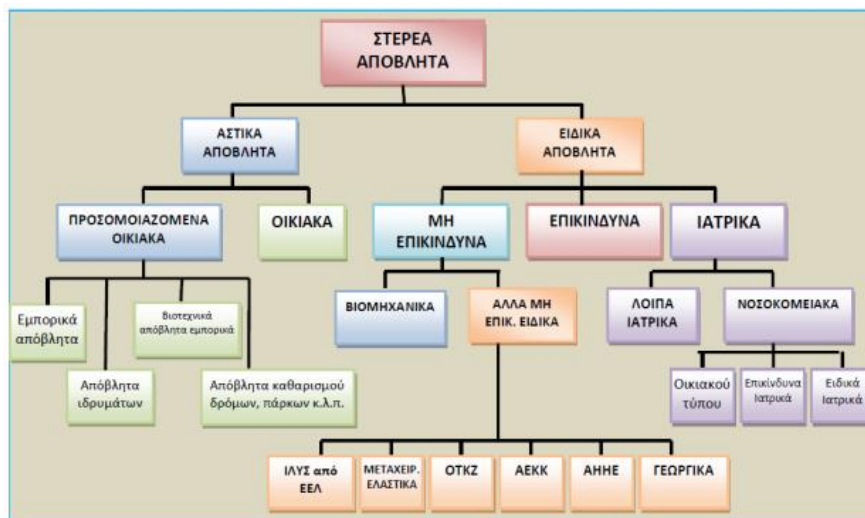 ΣΤΕΡΕΑ
ΑΠΟΒΛΗΤΑ
ΑΣΤΙΚΑ
ΑΠΟΒΛΗΤΑ
ΕΙΔΙΚΑ
ΑΠΟΒΛΗΤΑ
ΠΡΟΣΟΜΟΙΑΖΟΜΕΝΑ
ΟΙΚΙΑΚΑ
ΟΙΚΙΑΚΑ
ΜΗ
ΕΠΙΚΙΝΔΥΝΑ
ΕΠΙΚΙΝΔΥΝΑ
ΙΑΤΡΙΚΑ
Εμπορικά
απόβλητα
Βιοτεχνικά
απόβλητα εμπορικά
ΒΙΟΜΗΧΑΝΙΚΑ
ΑΛΛΑ ΜΗ
ΕΠΙΚ. ΕΙΔΙΚΑ
ΛΟΙΠΑ
ΙΑΤΡΙΚΑ
ΝΟΣΟΚΟΜΕΙΑΚΑ
Απόβλητα
ιδρυμάτων
Απόβλητα καθαρισμού
δρόμων, πάρκων κ.λ.π.
Οικιακού
τύπου
Επικίνδυνα
Ιατρικά
Ειδικά
Ιατρικά
ΙΛΥΣ από
ΕΕΛ
ΜΕΤΑΧΕΙΡ.
ΕΛΑΣΤΙΚΑ
ΟΤΚΖ
ΑΕΚΚ
ΑΗΗΕ
ΓΕΩΡΓΙΚΑ